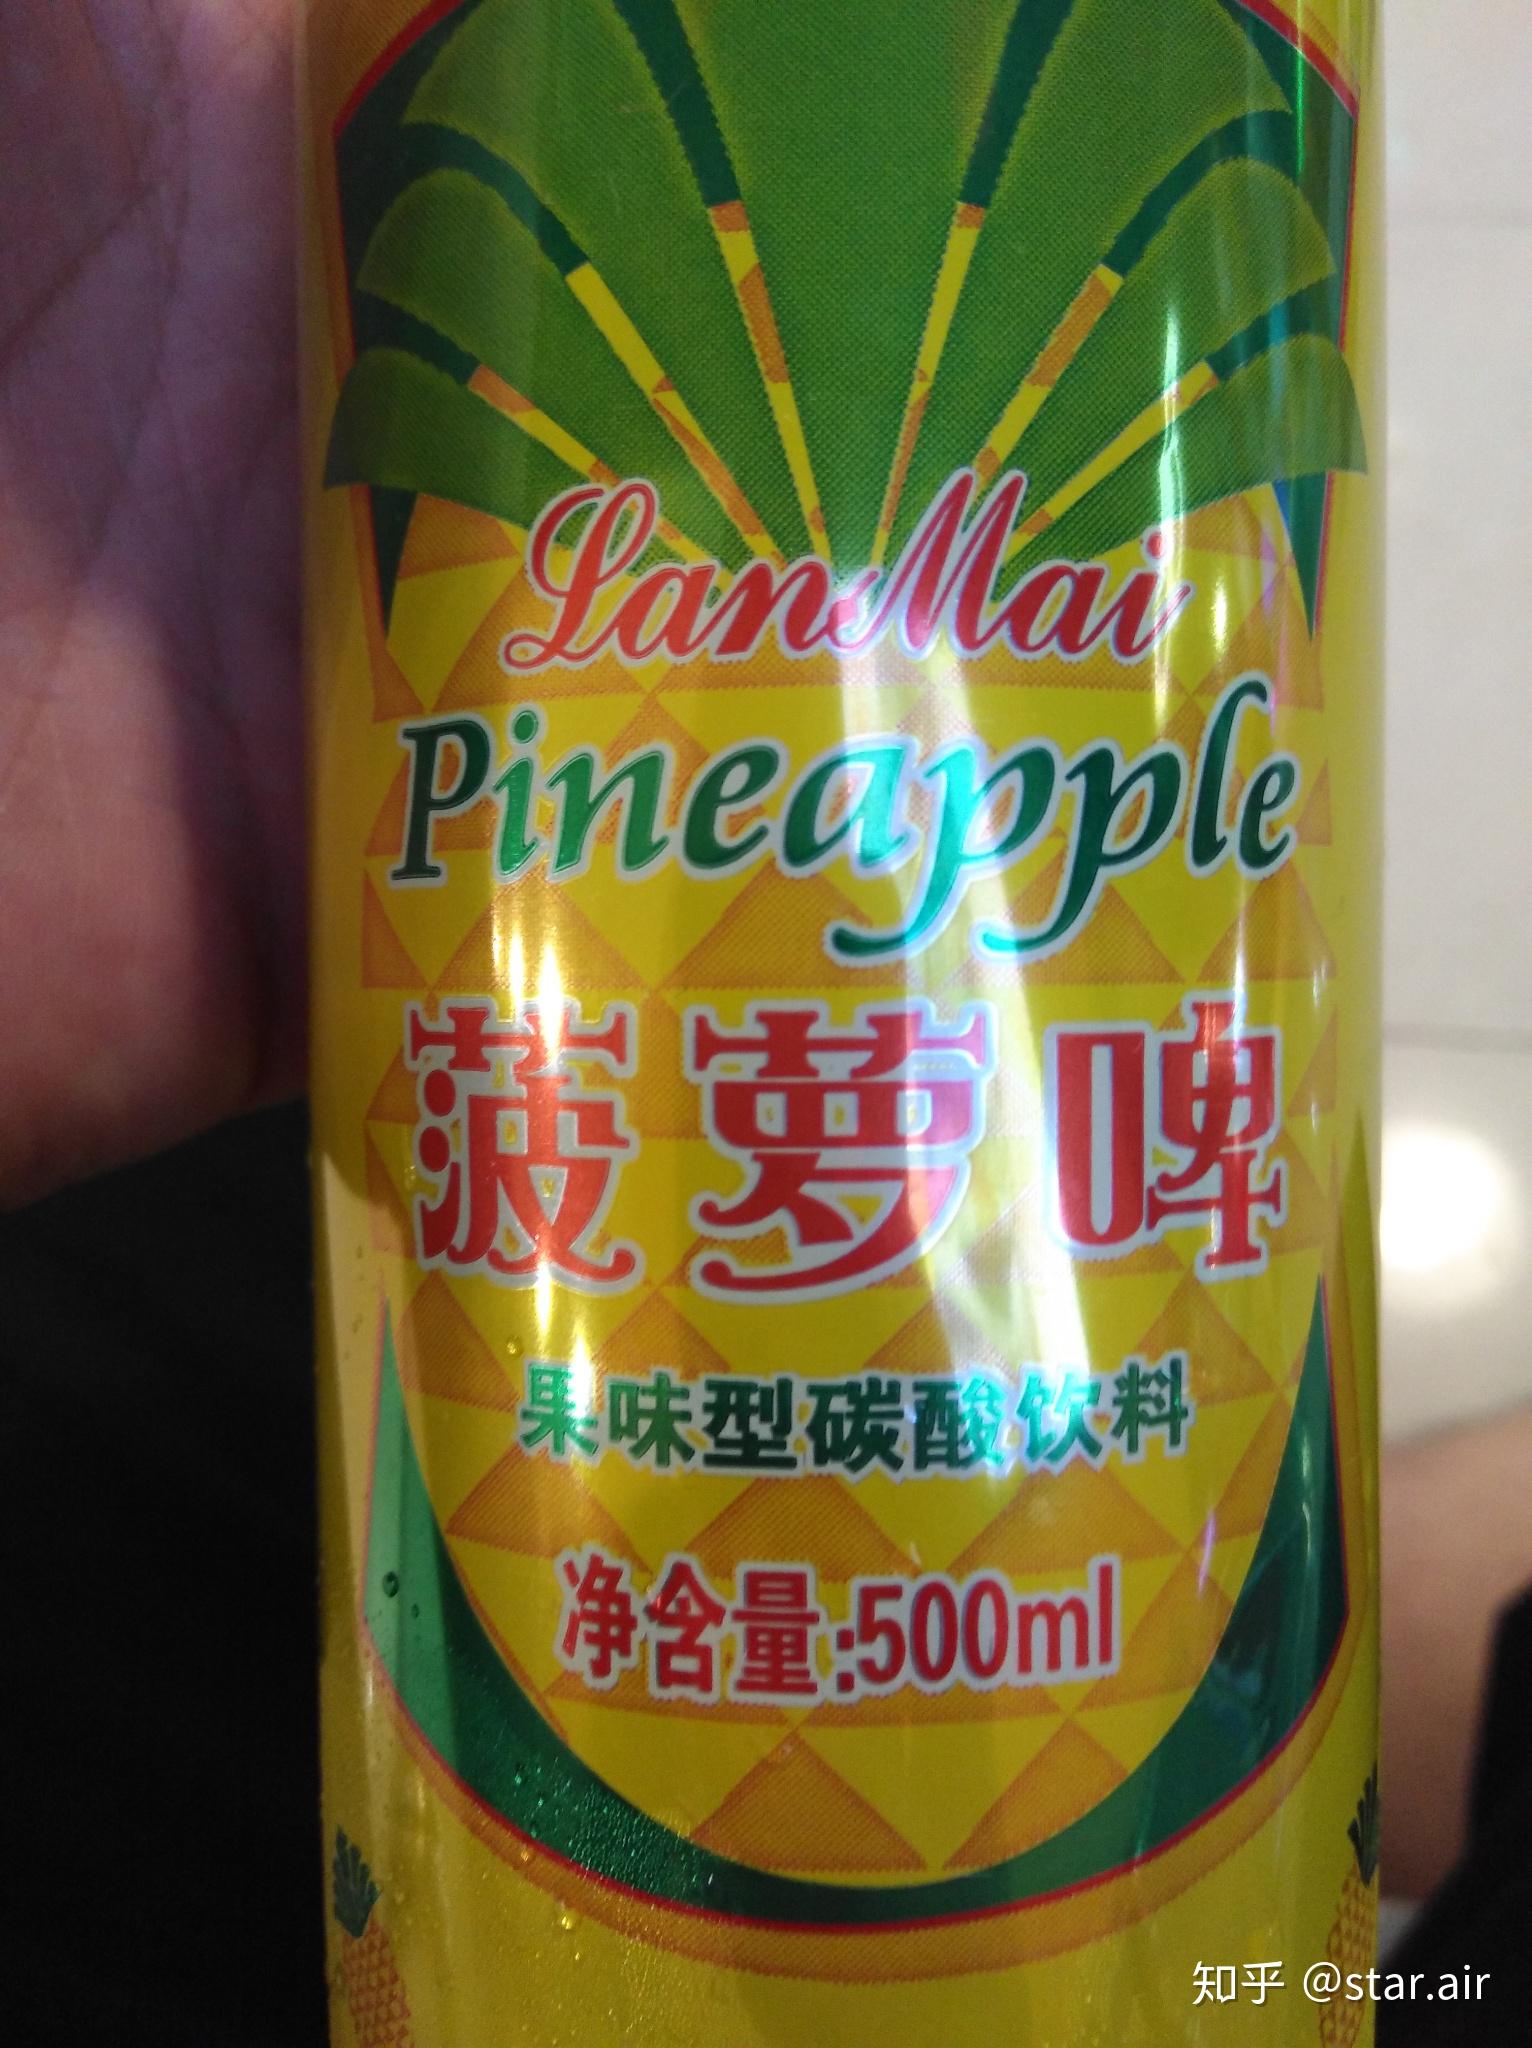 LanMai
Pineapple
菠萝啤
果味型碳酸饮料
净含量:500ml
知乎 @star.air